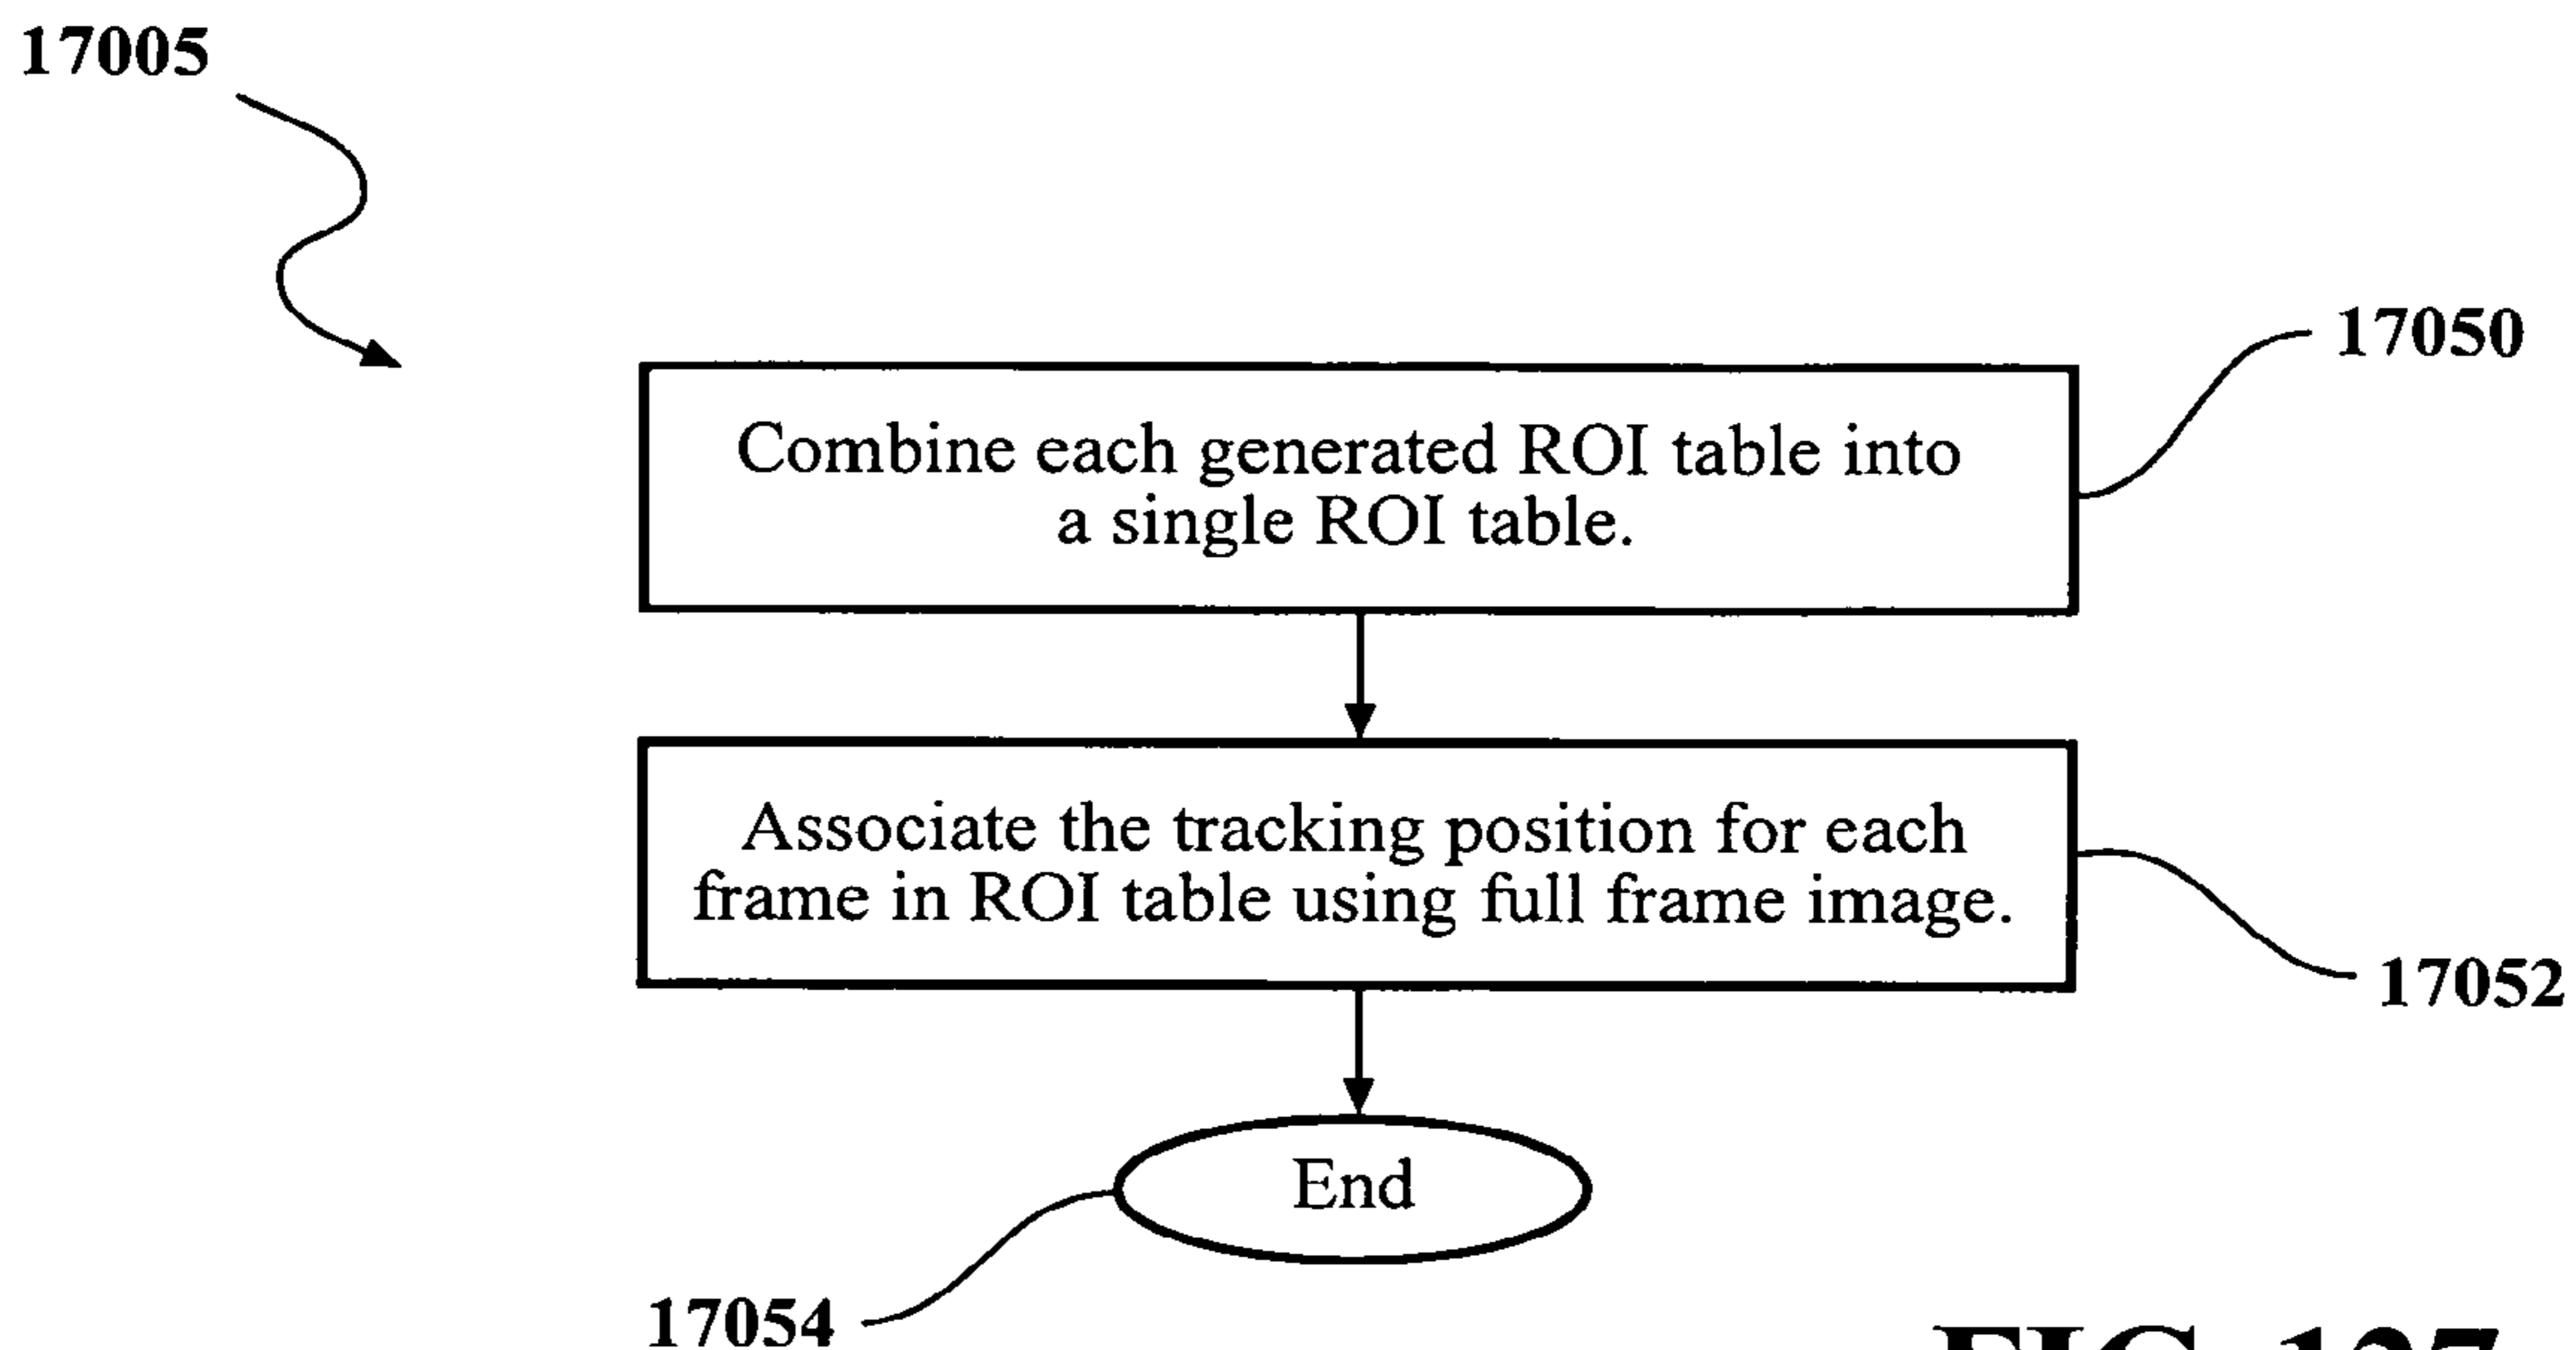 17005
17050
Combine each generated ROI table into
a single ROI table.
Associate the tracking position for each
frame in ROI table using full frame image.
17052
End
17054